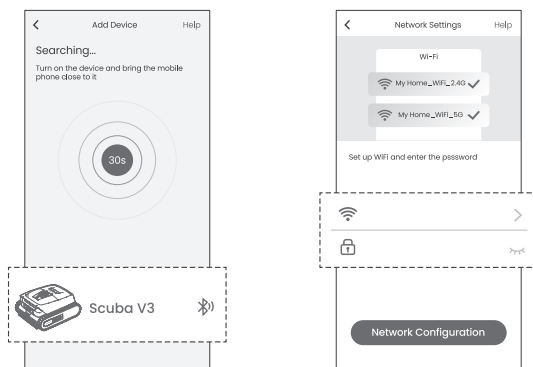 Add Device
Help
Searching...
Turn on the device and bring the mobile
phone close to it
30s
Scuba V3
Network Settings
Help
Wi-Fi
My Home_WiFi_2.4G
My Home_WiFi_5G
Set up WiFi and enter the psssword
Network Configuration